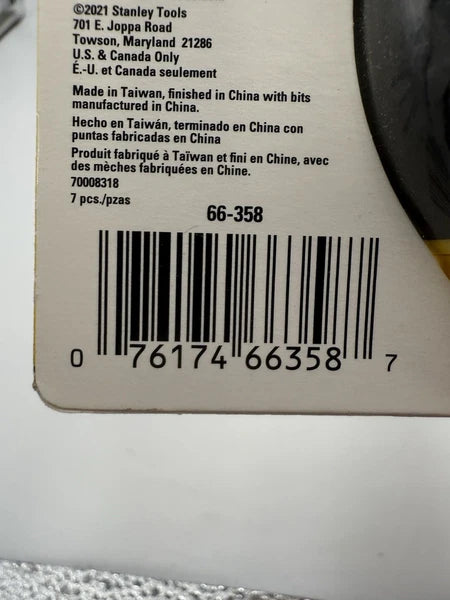 ©2021 Stanley Tools
701 E. Joppa Road
Towson, Maryland 21286
U.S. & Canada Only
É.-U. et Canada seulement
Made in Taiwan, finished in China with bits
manufactured in China.
Hecho en Taiwán, terminado en China con
puntas fabricadas en China
Produit fabriqué à Taïwan et fini en Chine, avec
des mèches fabriquées en Chine.
70008318
7 pcs./pzas
66-358
0 76174 66358 7